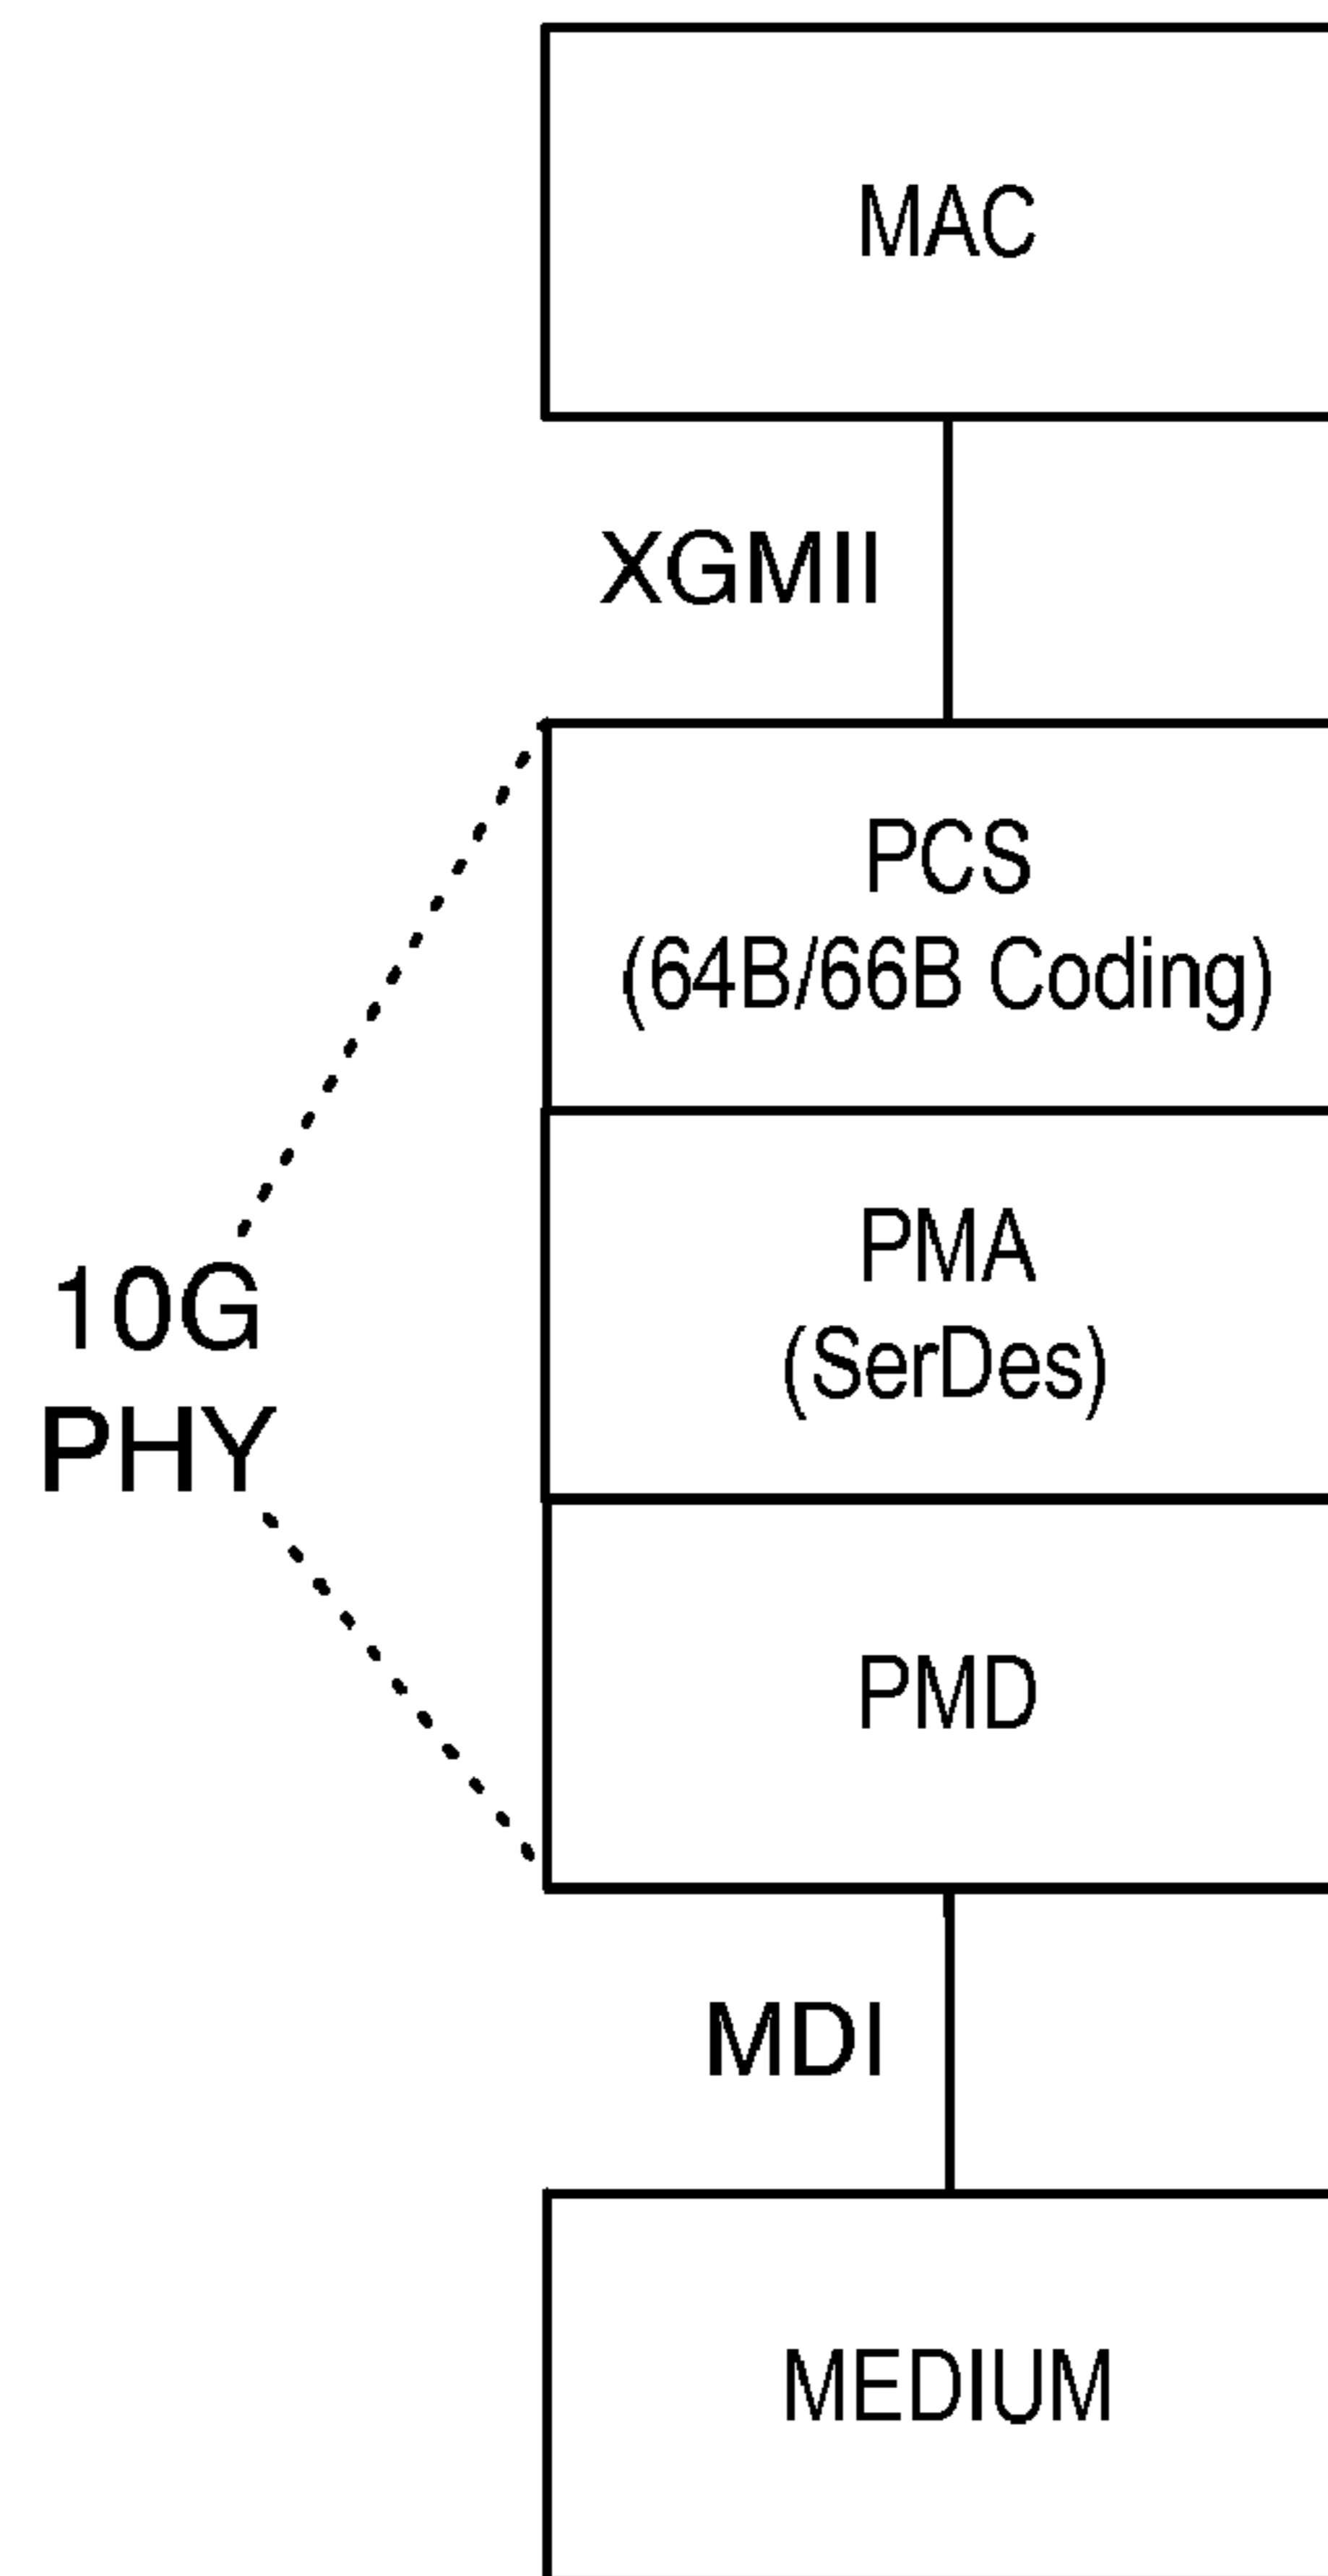 MAC
XGMII
PCS
(64B/66B Coding)
PMA
(SerDes)
10G
PHY
PMD
MDI
MEDIUM